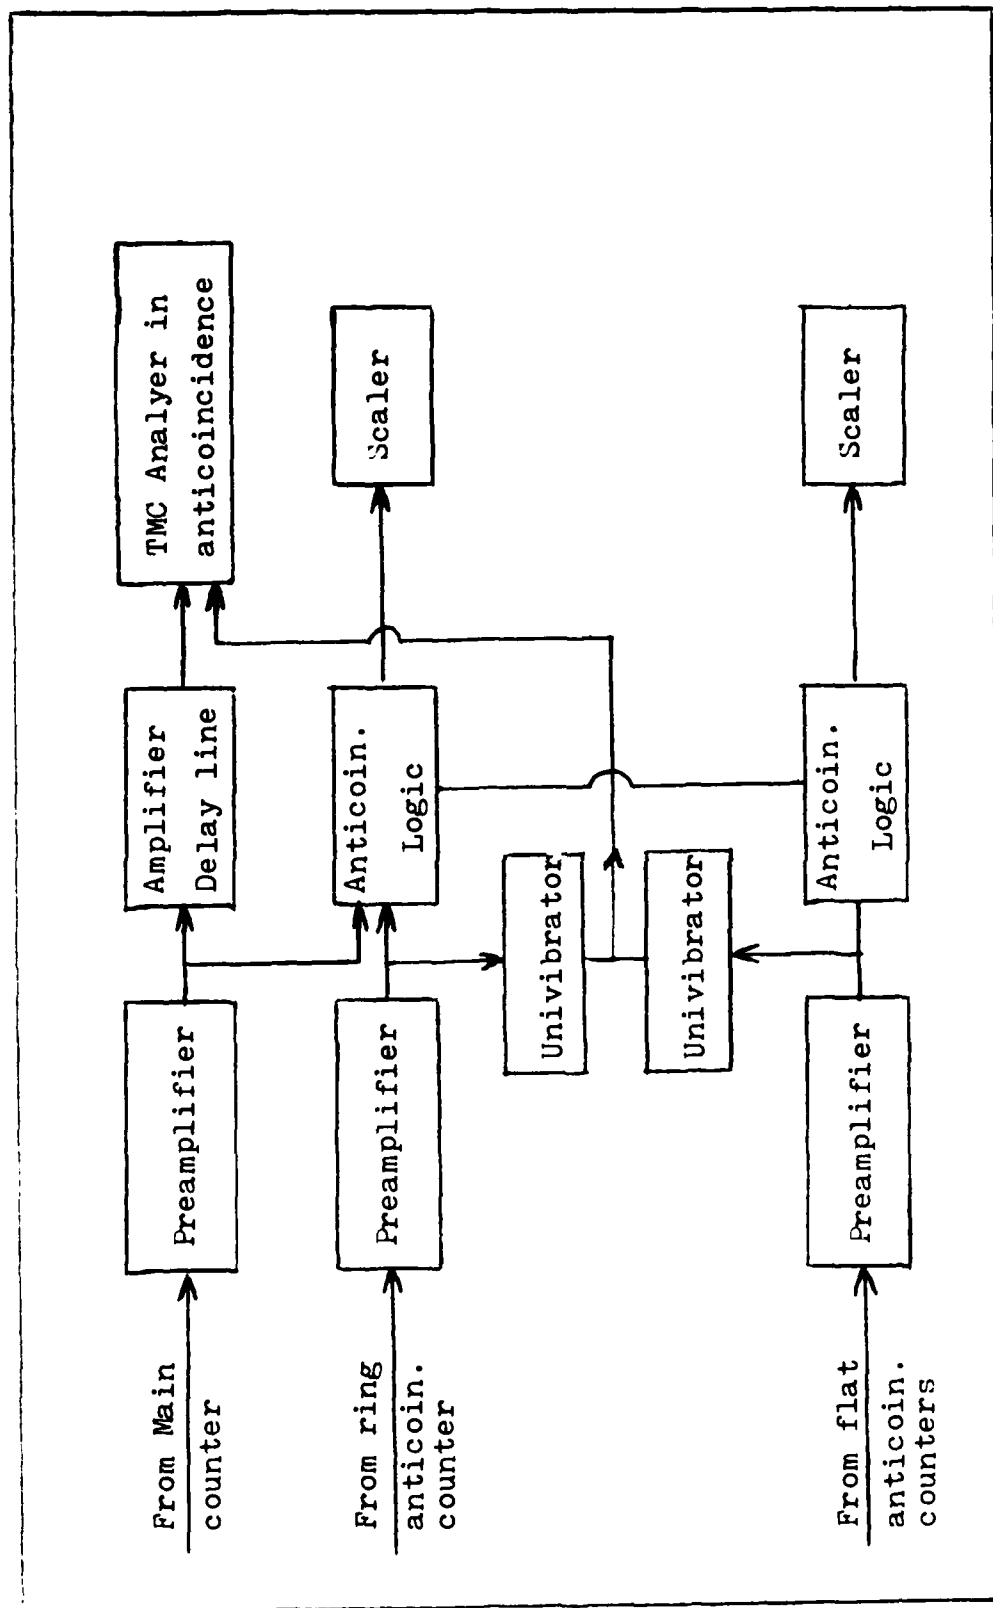 From Main
counter
Preamplifier
Amplifier
Delay line
TMC Analyer in
anticoincidence
From ring
anticoin.
counter
Preamplifier
Anticoin.
Logic
Scaler
Univibrator
Univibrator
From flat
anticoin.
counters
Preamplifier
Anticoin.
Logic
Scaler